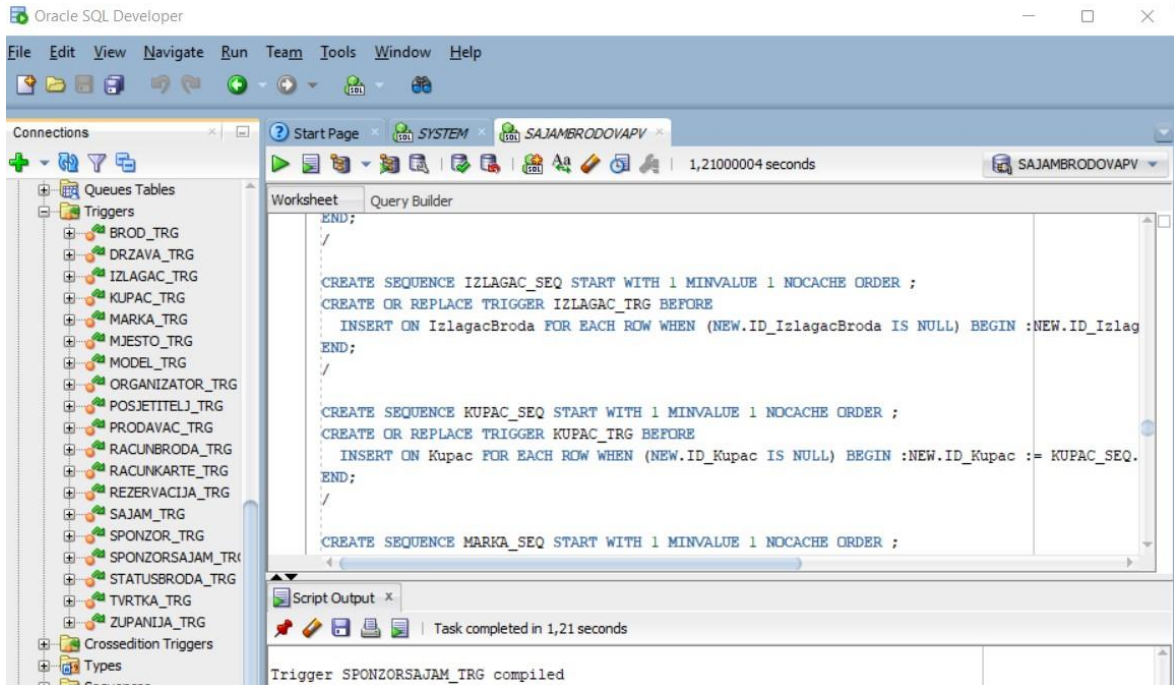 Oracle SQL Developer
File Edit View Navigate Run Team Tools Window Help
Connections
Queues Tables
Triggers
BROD_TRG
DRZAVA_TRG
IZLAGAC_TRG
KUPAC_TRG
MARKA_TRG
MJESTO_TRG
MODEL_TRG
ORGANIZATOR_TRG
POSJETITELJ_TRG
PRODAVAC_TRG
RACUNBRODA_TRG
RACUNKARTE_TRG
REZERVACIJA_TRG
SAJAM_TRG
SPONZOR_TRG
SPONZORSAJAM_TR
STATUSBRODA_TRG
TVRTKA_TRG
ZUPANIJA_TRG
Crossedition Triggers
Types
Start Page SYSTEM SAJAMBRODOVAPV
1,21000004 seconds SAJAMBRODOVAPV
Worksheet Query Builder
END;
/
CREATE SEQUENCE IZLAGAC_SEQ START WITH 1 MINVALUE 1 NOCACHE ORDER ;
CREATE OR REPLACE TRIGGER IZLAGAC_TRG BEFORE
INSERT ON IzlagacBroda FOR EACH ROW WHEN (NEW.ID_IzlagacBroda IS NULL) BEGIN :NEW.ID_Izlag
END;
/
CREATE SEQUENCE KUPAC_SEQ START WITH 1 MINVALUE 1 NOCACHE ORDER ;
CREATE OR REPLACE TRIGGER KUPAC_TRG BEFORE
INSERT ON Kupac FOR EACH ROW WHEN (NEW.ID_Kupac IS NULL) BEGIN :NEW.ID_Kupac := KUPAC_SEQ.
END;
/
CREATE SEQUENCE MARKA_SEQ START WITH 1 MINVALUE 1 NOCACHE ORDER ;
Script Output
Task completed in 1,21 seconds
Trigger SPONZORSAJAM_TRG compiled